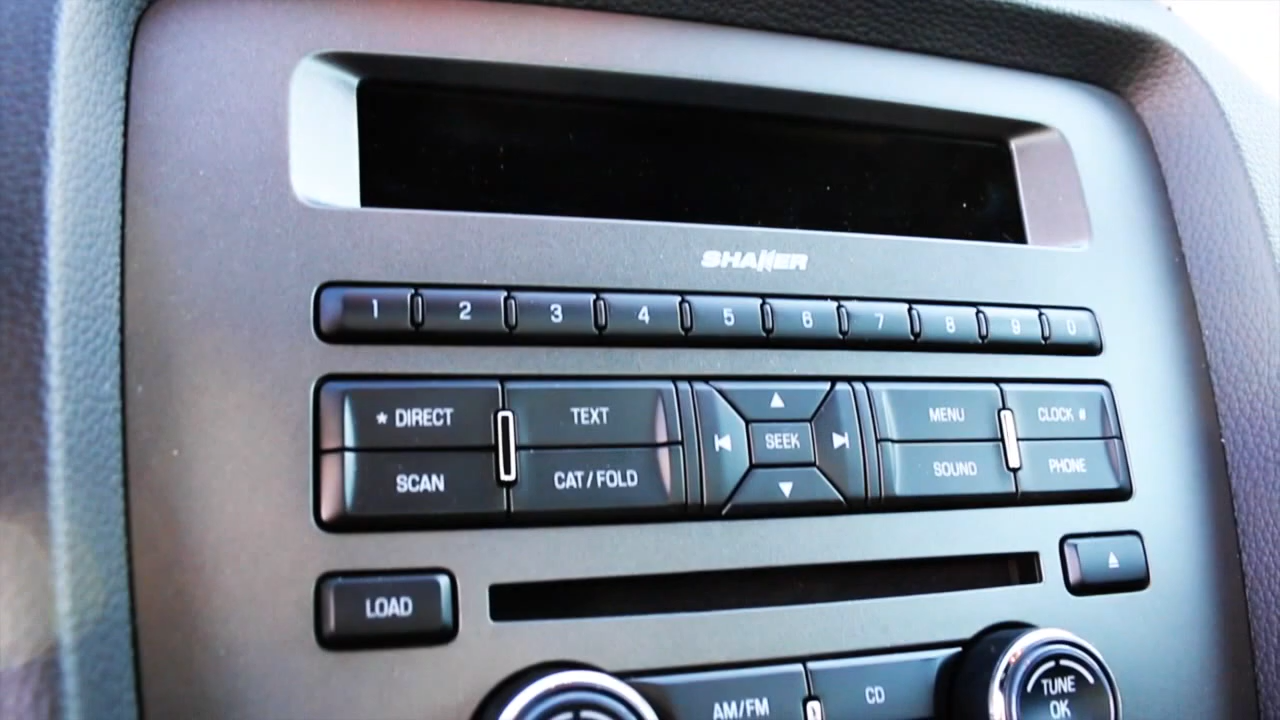 SHAKER
1 2 3 4 5 6 7 8 9 0
* DIRECT TEXT MENU CLOCK #
SEEK
SCAN CAT/FOLD SOUND PHONE
LOAD
AM/FM CD TUNE
OK